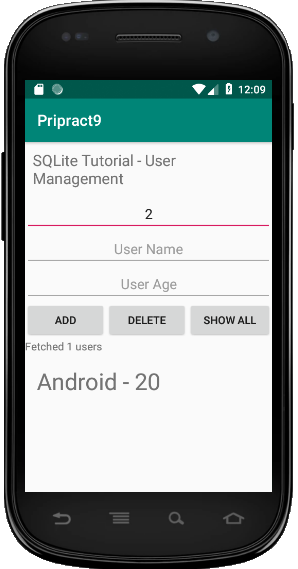 12:09
Pripract9
SQLite Tutorial - User
Management
2
User Name
User Age
ADD DELETE SHOW ALL
Fetched 1 users
Android - 20